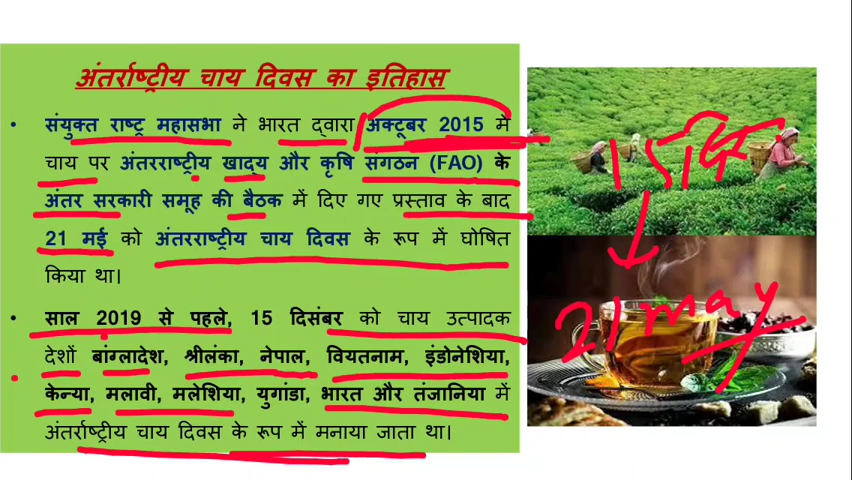 अंतर्राष्ट्रीय चाय दिवस का इतिहास
• संयुक्त राष्ट्र महासभा ने भारत द्वारा अक्टूबर 2015 में
चाय पर अंतरराष्ट्रीय खाद्य और कृषि संगठन (FAO) के
अंतर सरकारी समूह की बैठक में दिए गए प्रस्ताव के बाद
21 मई को अंतरराष्ट्रीय चाय दिवस के रूप में घोषित
किया था।
• साल 2019 से पहले, 15 दिसंबर को चाय उत्पादक
देशों बांग्लादेश, श्रीलंका, नेपाल, वियतनाम, इंडोनेशिया,
केन्या, मलावी, मलेशिया, युगांडा, भारत और तंजानिया में
अंतर्राष्ट्रीय चाय दिवस के रूप में मनाया जाता था।
15 दिस
21 may